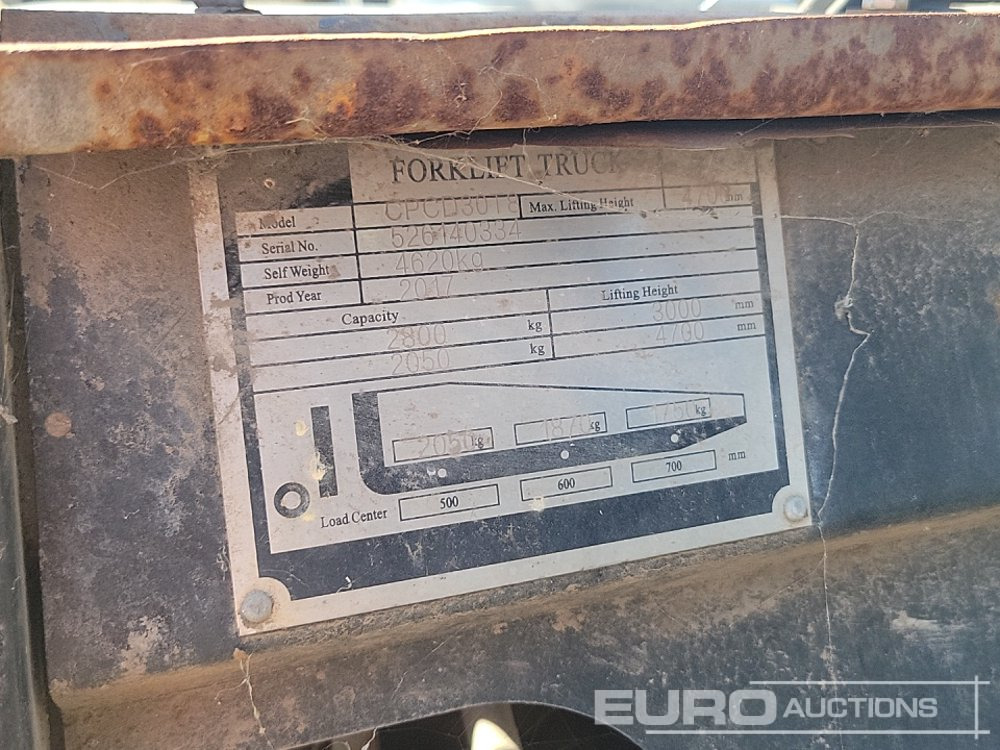 FORKLIFT TRUCK
Model CPCD30T8 Max. Lifting Height 4700 mm
Serial No. 526140334
Self Weight 4620kg
Prod Year 2017
Capacity Lifting Height
2800 kg 3000 mm
2050 kg 4700 mm
2050 kg 1870 kg 1750 kg
Load Center 500 600 700 mm
EURO AUCTIONS